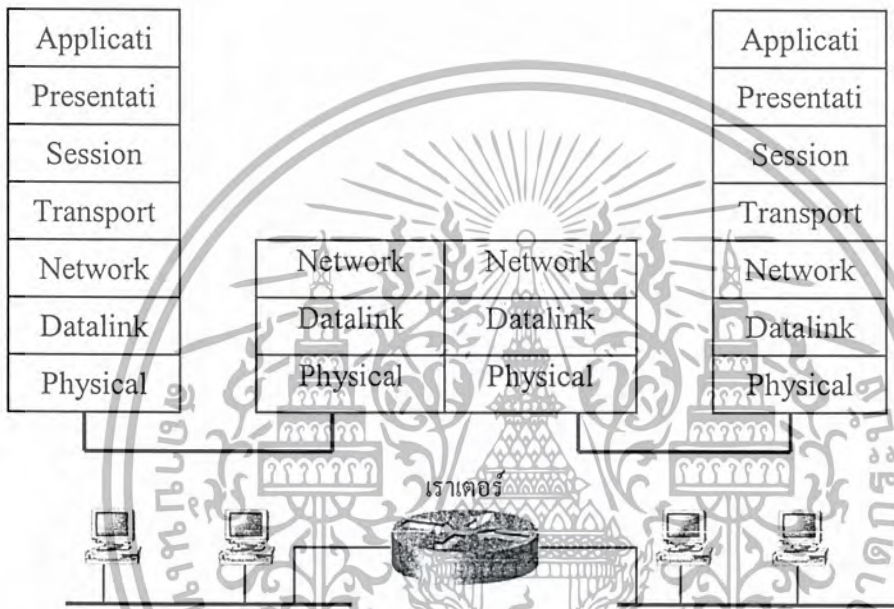 Applicati
Presentati
Session
Transport
Network
Datalink
Physical
Network Network
Datalink Datalink
Physical Physical
Applicati
Presentati
Session
Transport
Network
Datalink
Physical
เราเตอร์